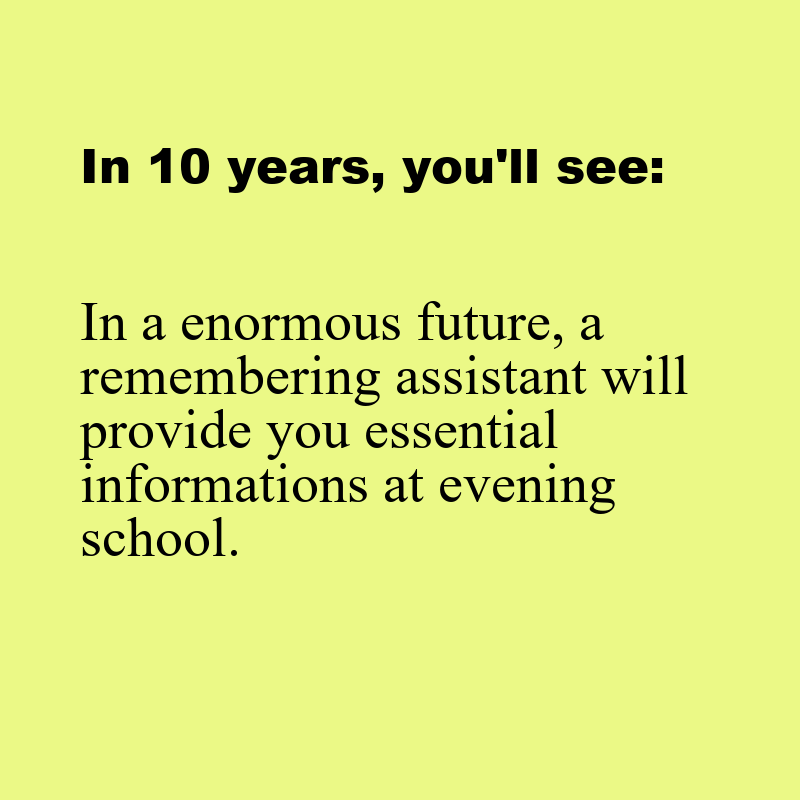 In 10 years, you'll see:
In a enormous future, a
remembering assistant will
provide you essential
informations at evening
school.